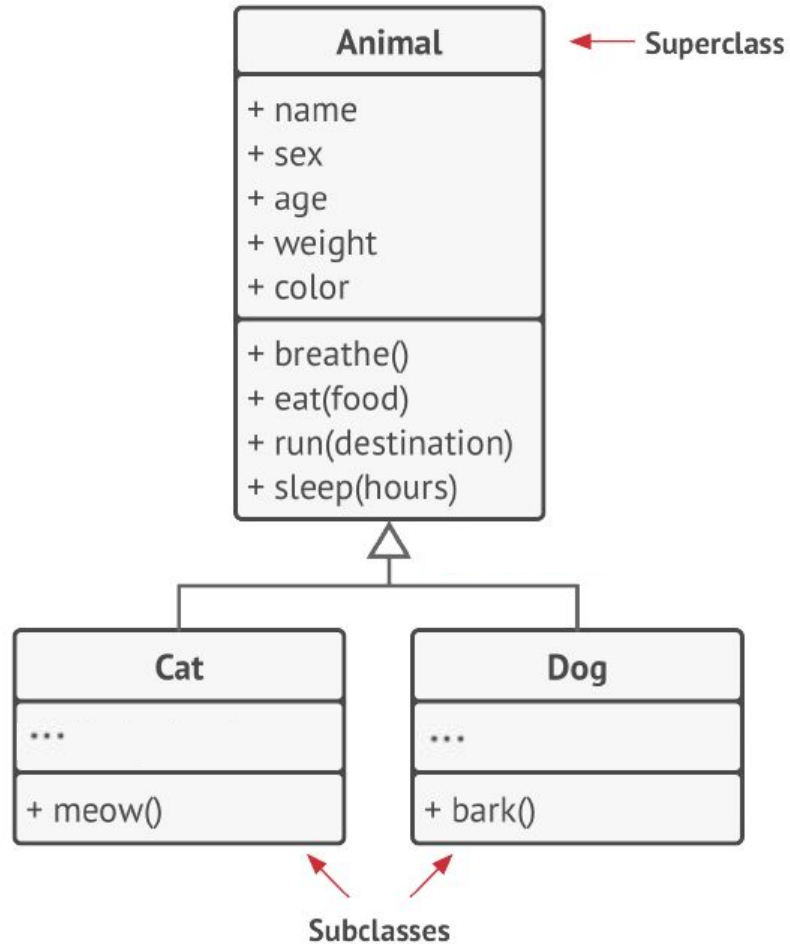 Animal
Superclass
+ name
+ sex
+ age
+ weight
+ color
+ breathe()
+ eat(food)
+ run(destination)
+ sleep(hours)
Cat
...
+ meow()
Dog
...
+ bark()
Subclasses